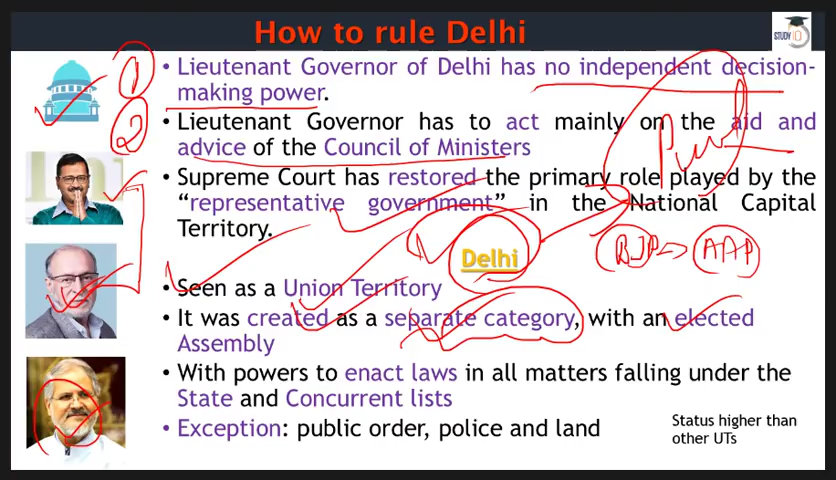 How to rule Delhi
STUDY IQ
• Lieutenant Governor of Delhi has no independent decision-
making power.
• Lieutenant Governor has to act mainly on the aid and
advice of the Council of Ministers
• Supreme Court has restored the primary role played by the
“representative government” in the National Capital
Territory.
Delhi
• Seen as a Union Territory
• It was created as a separate category, with an elected
Assembly
• With powers to enact laws in all matters falling under the
State and Concurrent lists
• Exception: public order, police and land
Status higher than
other UTs
1
2
BJP → AAP